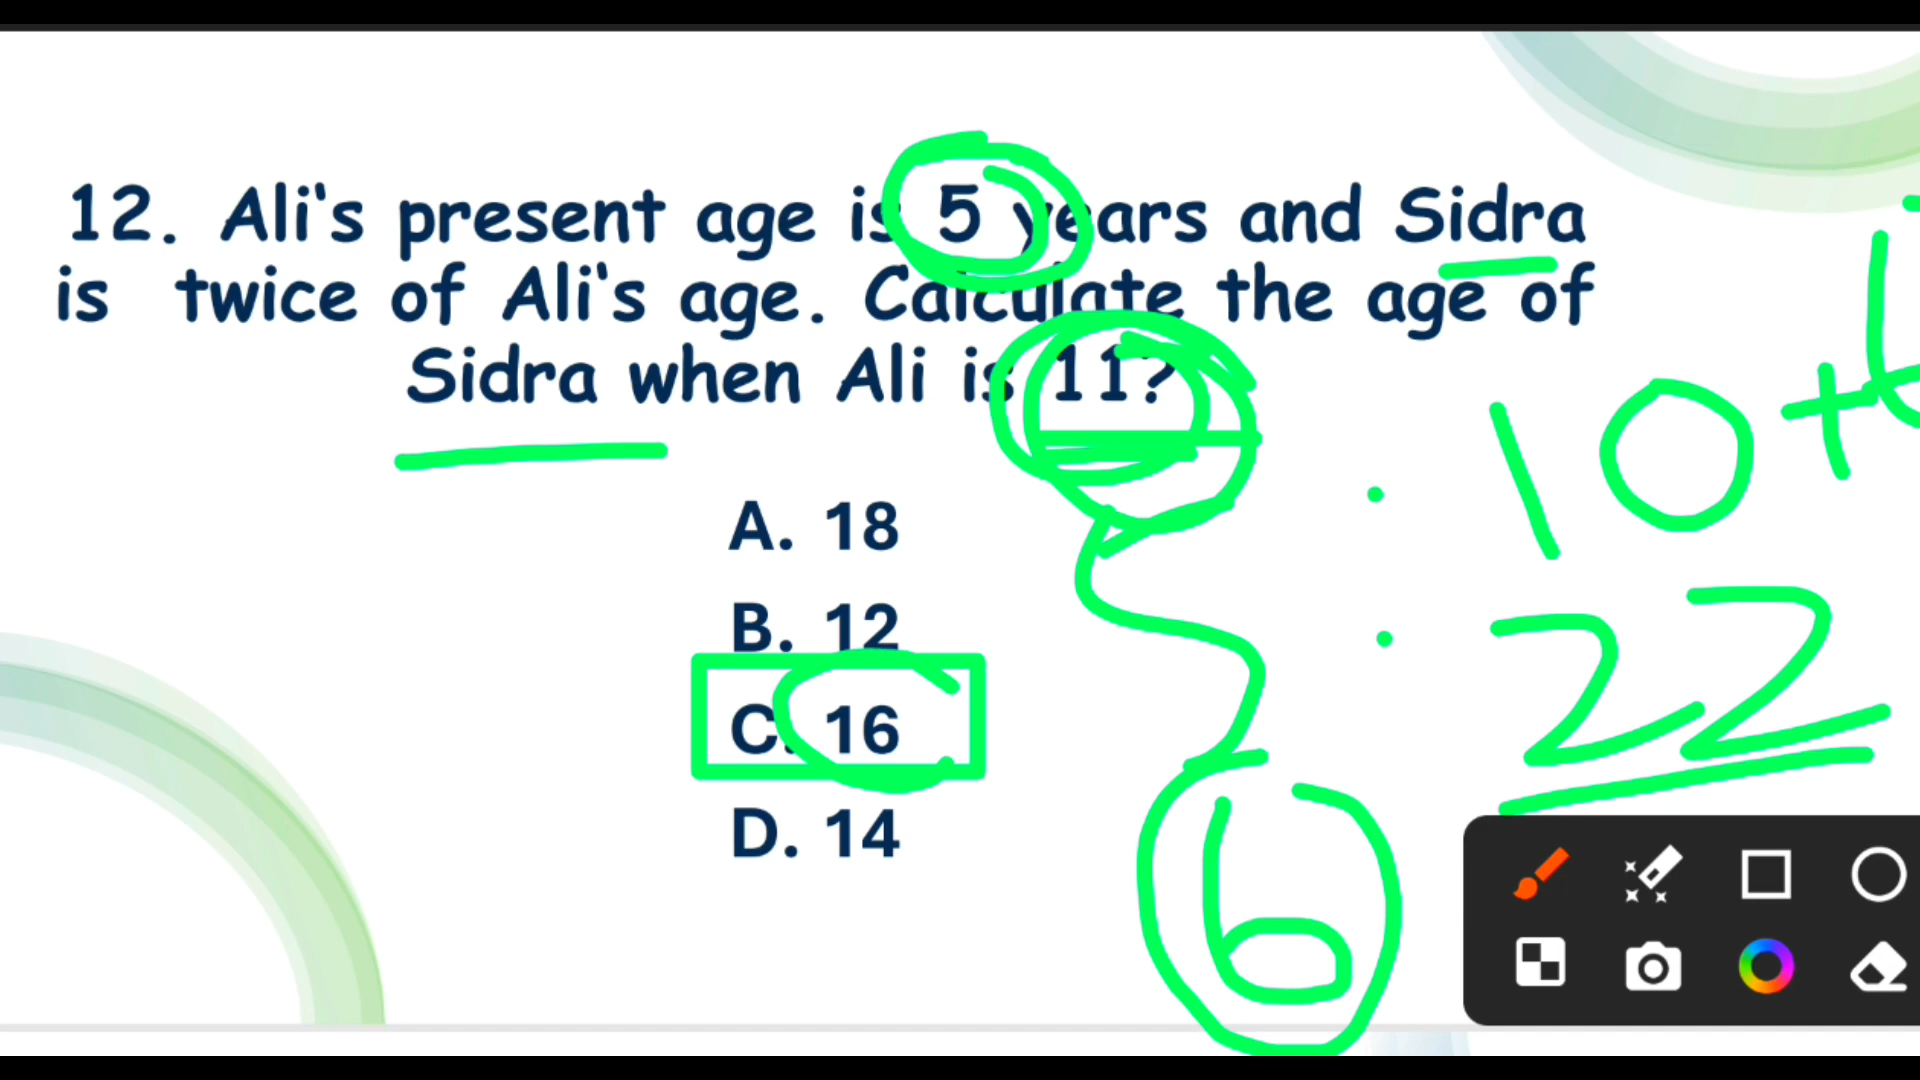 12. Ali's present age is 5 years and Sidra
is twice of Ali's age. Calculate the age of
Sidra when Ali is 11?
A. 18
B. 12
C. 16
D. 14
10+
22
6